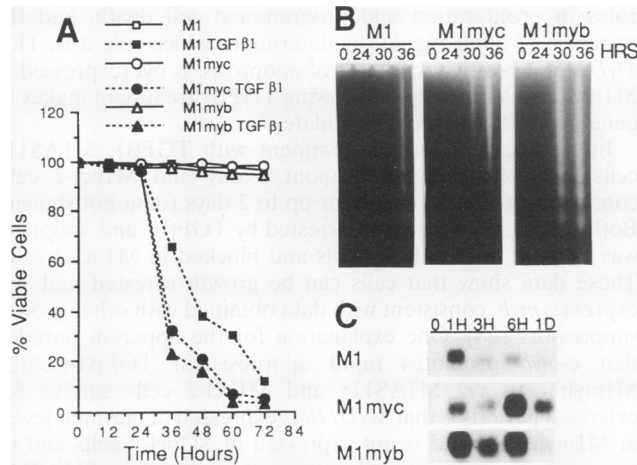 A
M1
M1 TGF β1
M1myc
M1myc TGF β1
M1myb
M1myb TGF β1
% Viable Cells
120
100
80
60
40
20
0
0 12 24 36 48 60 72 84
Time (Hours)
B
M1 M1myc M1myb
0 24 30 36 0 24 30 36 0 24 30 36 HRS
C
0 1H 3H 6H 1D
M1
M1myc
M1myb